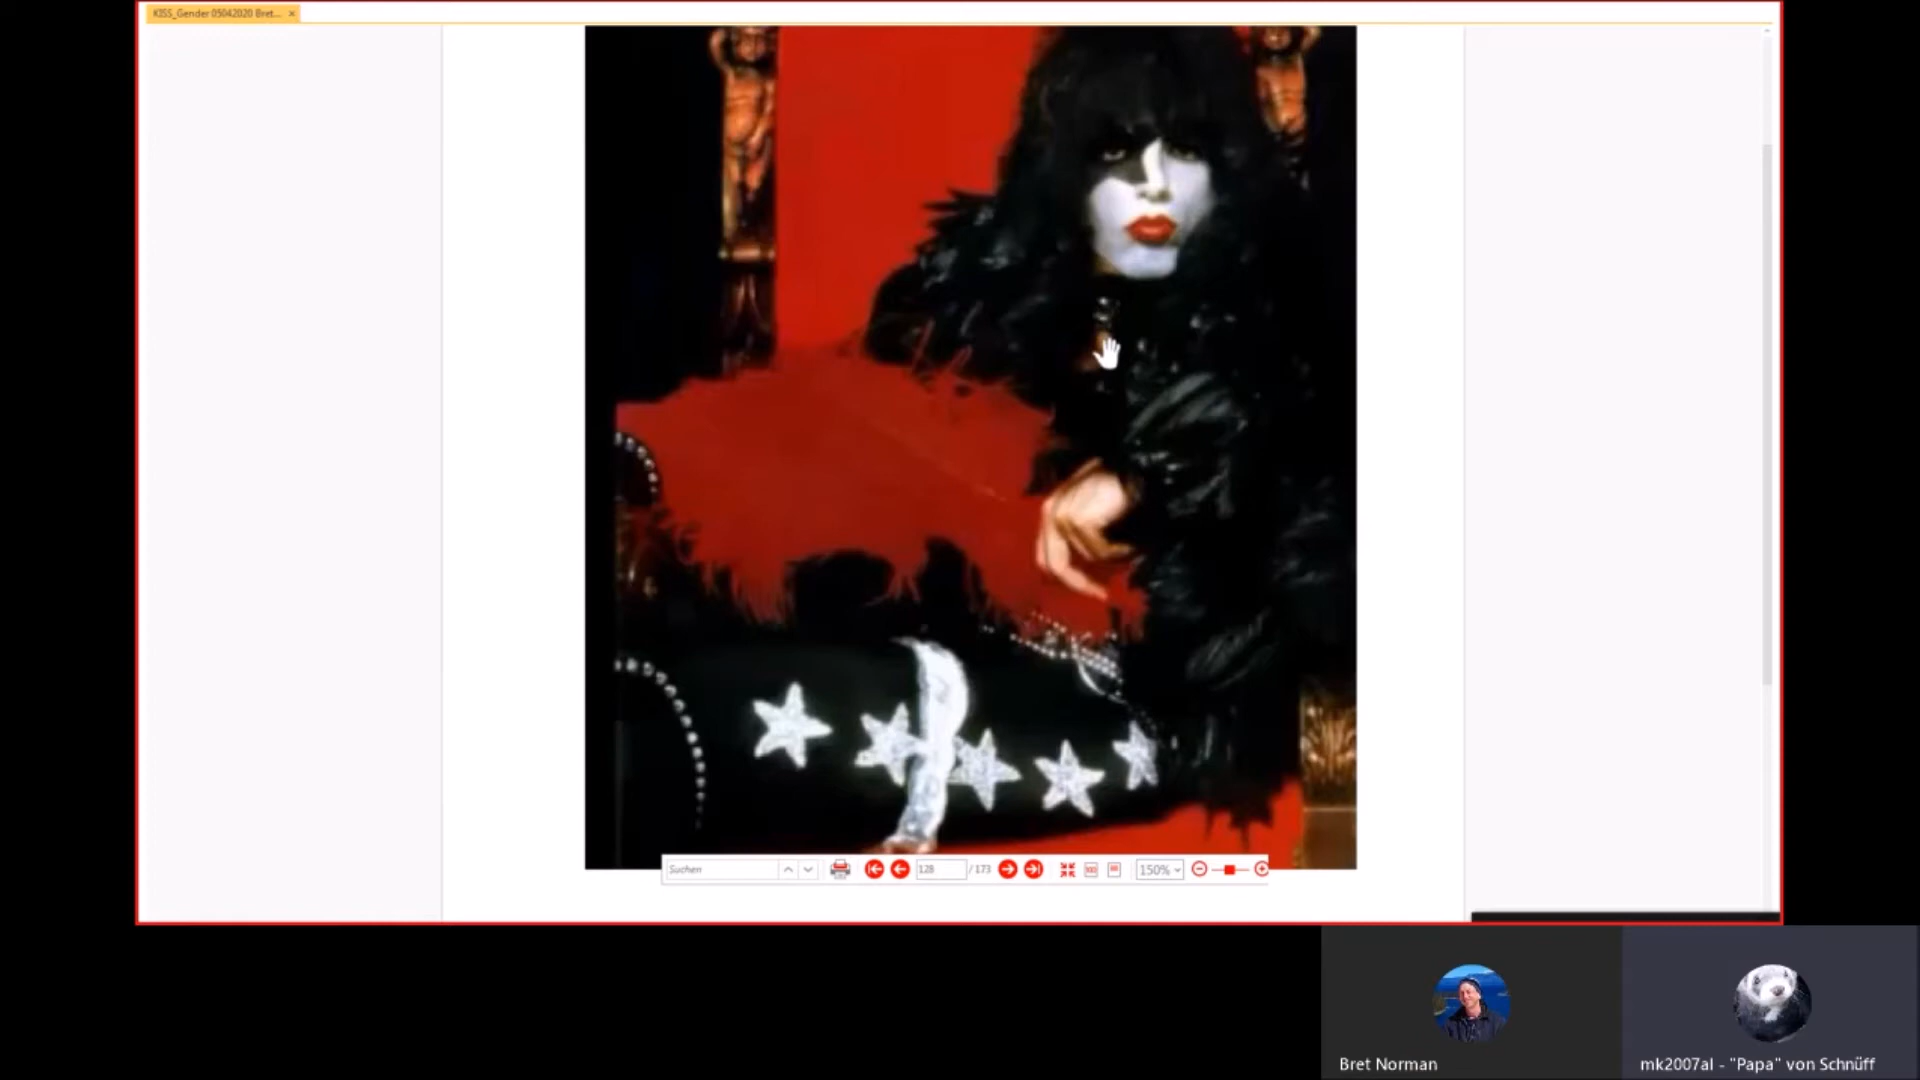 KISS_Gender 05042020 Bret...
Suchen
128
/ 173
150%
Bret Norman
mk2007al - "Papa" von Schnüff